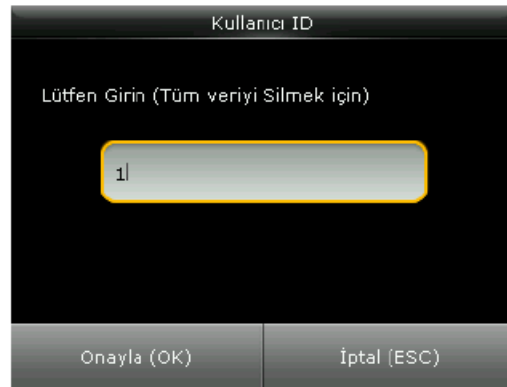 Kullanıcı ID
Lütfen Girin (Tüm veriyi Silmek için)
1
Onayla (OK)
İptal (ESC)